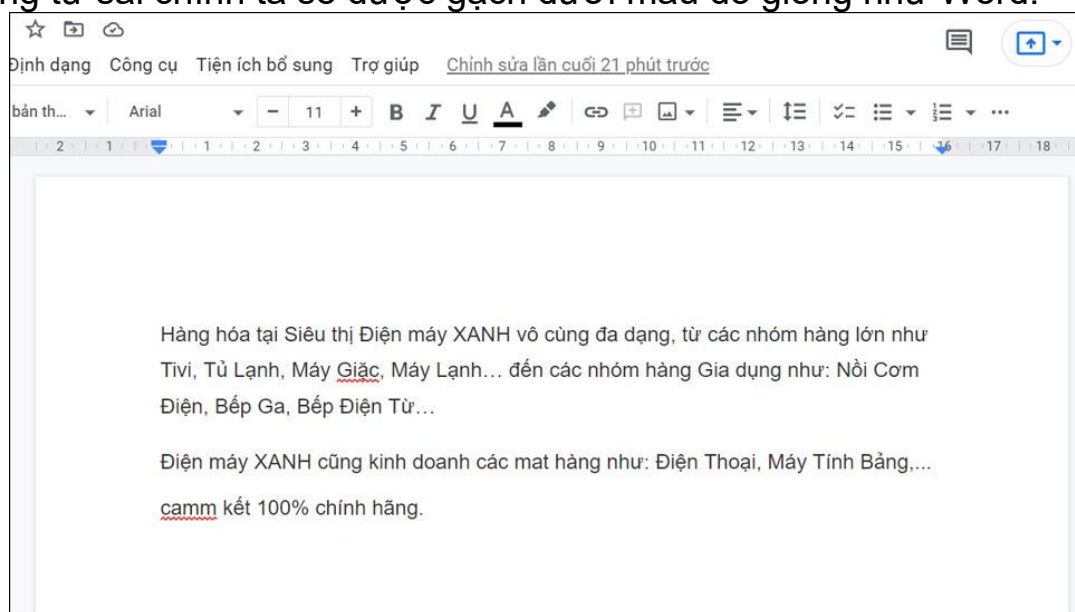 từ sai chính tả sẽ được gạch dưới màu đỏ giống như Word.
Định dạng Công cụ Tiện ích bổ sung Trợ giúp Chỉnh sửa lần cuối 21 phút trước
bản th... Arial - 11 + B I U A
2 1 1 2 3 4 5 6 7 8 9 10 11 12 13 14 15 16 17 18
Hàng hóa tại Siêu thị Điện máy XANH vô cùng đa dạng, từ các nhóm hàng lớn như
Tivi, Tủ Lạnh, Máy Giặc, Máy Lạnh… đến các nhóm hàng Gia dụng như: Nồi Cơm
Điện, Bếp Ga, Bếp Điện Từ…
Điện máy XANH cũng kinh doanh các mat hàng như: Điện Thoại, Máy Tính Bảng,...
camm kết 100% chính hãng.